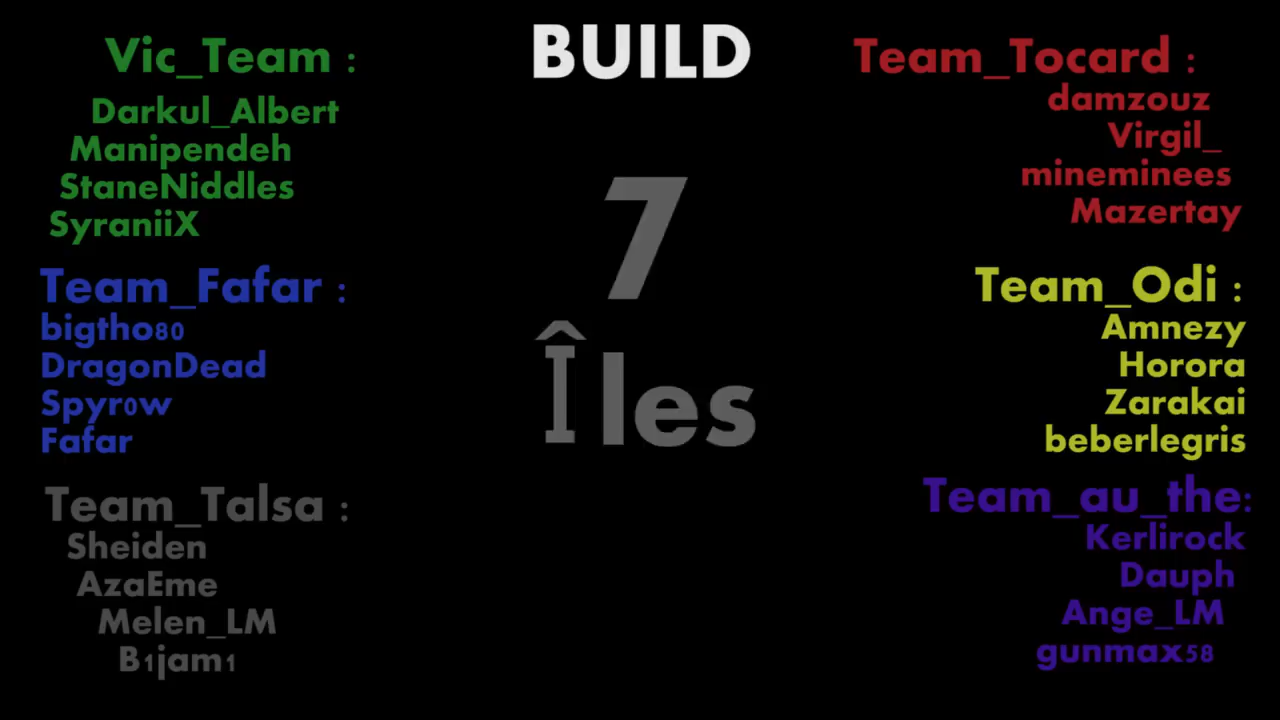 BUILD
7
Îles
Vic_Team :
Darkul_Albert
Manipendeh
StaneNiddles
SyraniiX
Team_Fafar :
bigtho80
DragonDead
Spyr0w
Fafar
Team_Talsa :
Sheiden
AzaEme
Melen_LM
B1jam1
Team_Tocard :
damzouz
Virgil_
mineminees
Mazertay
Team_Odi :
Amnezy
Horora
Zarakai
beberlegris
Team_au_the:
Kerlirock
Dauph
Ange_LM
gunmax58